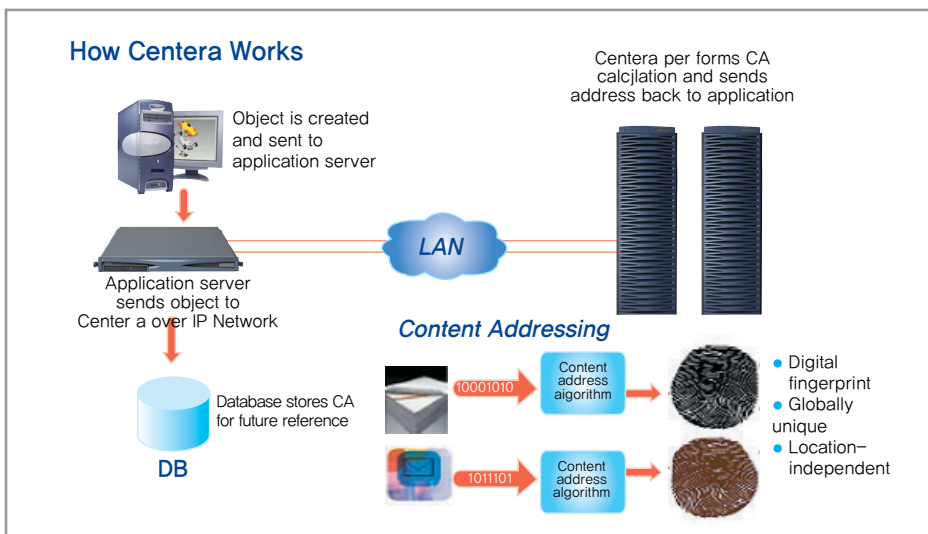 How Centera Works
Object is created
and sent to
application server
Centera per forms CA
calcjlation and sends
address back to application
LAN
Application server
sends object to
Center a over IP Network
Database stores CA
for future reference
DB
Content Addressing
10001010
Content
address
aigorithm
1011101
Content
address
algorithm
● Digital
fingerprint
● Globally
unique
● Location–
independent